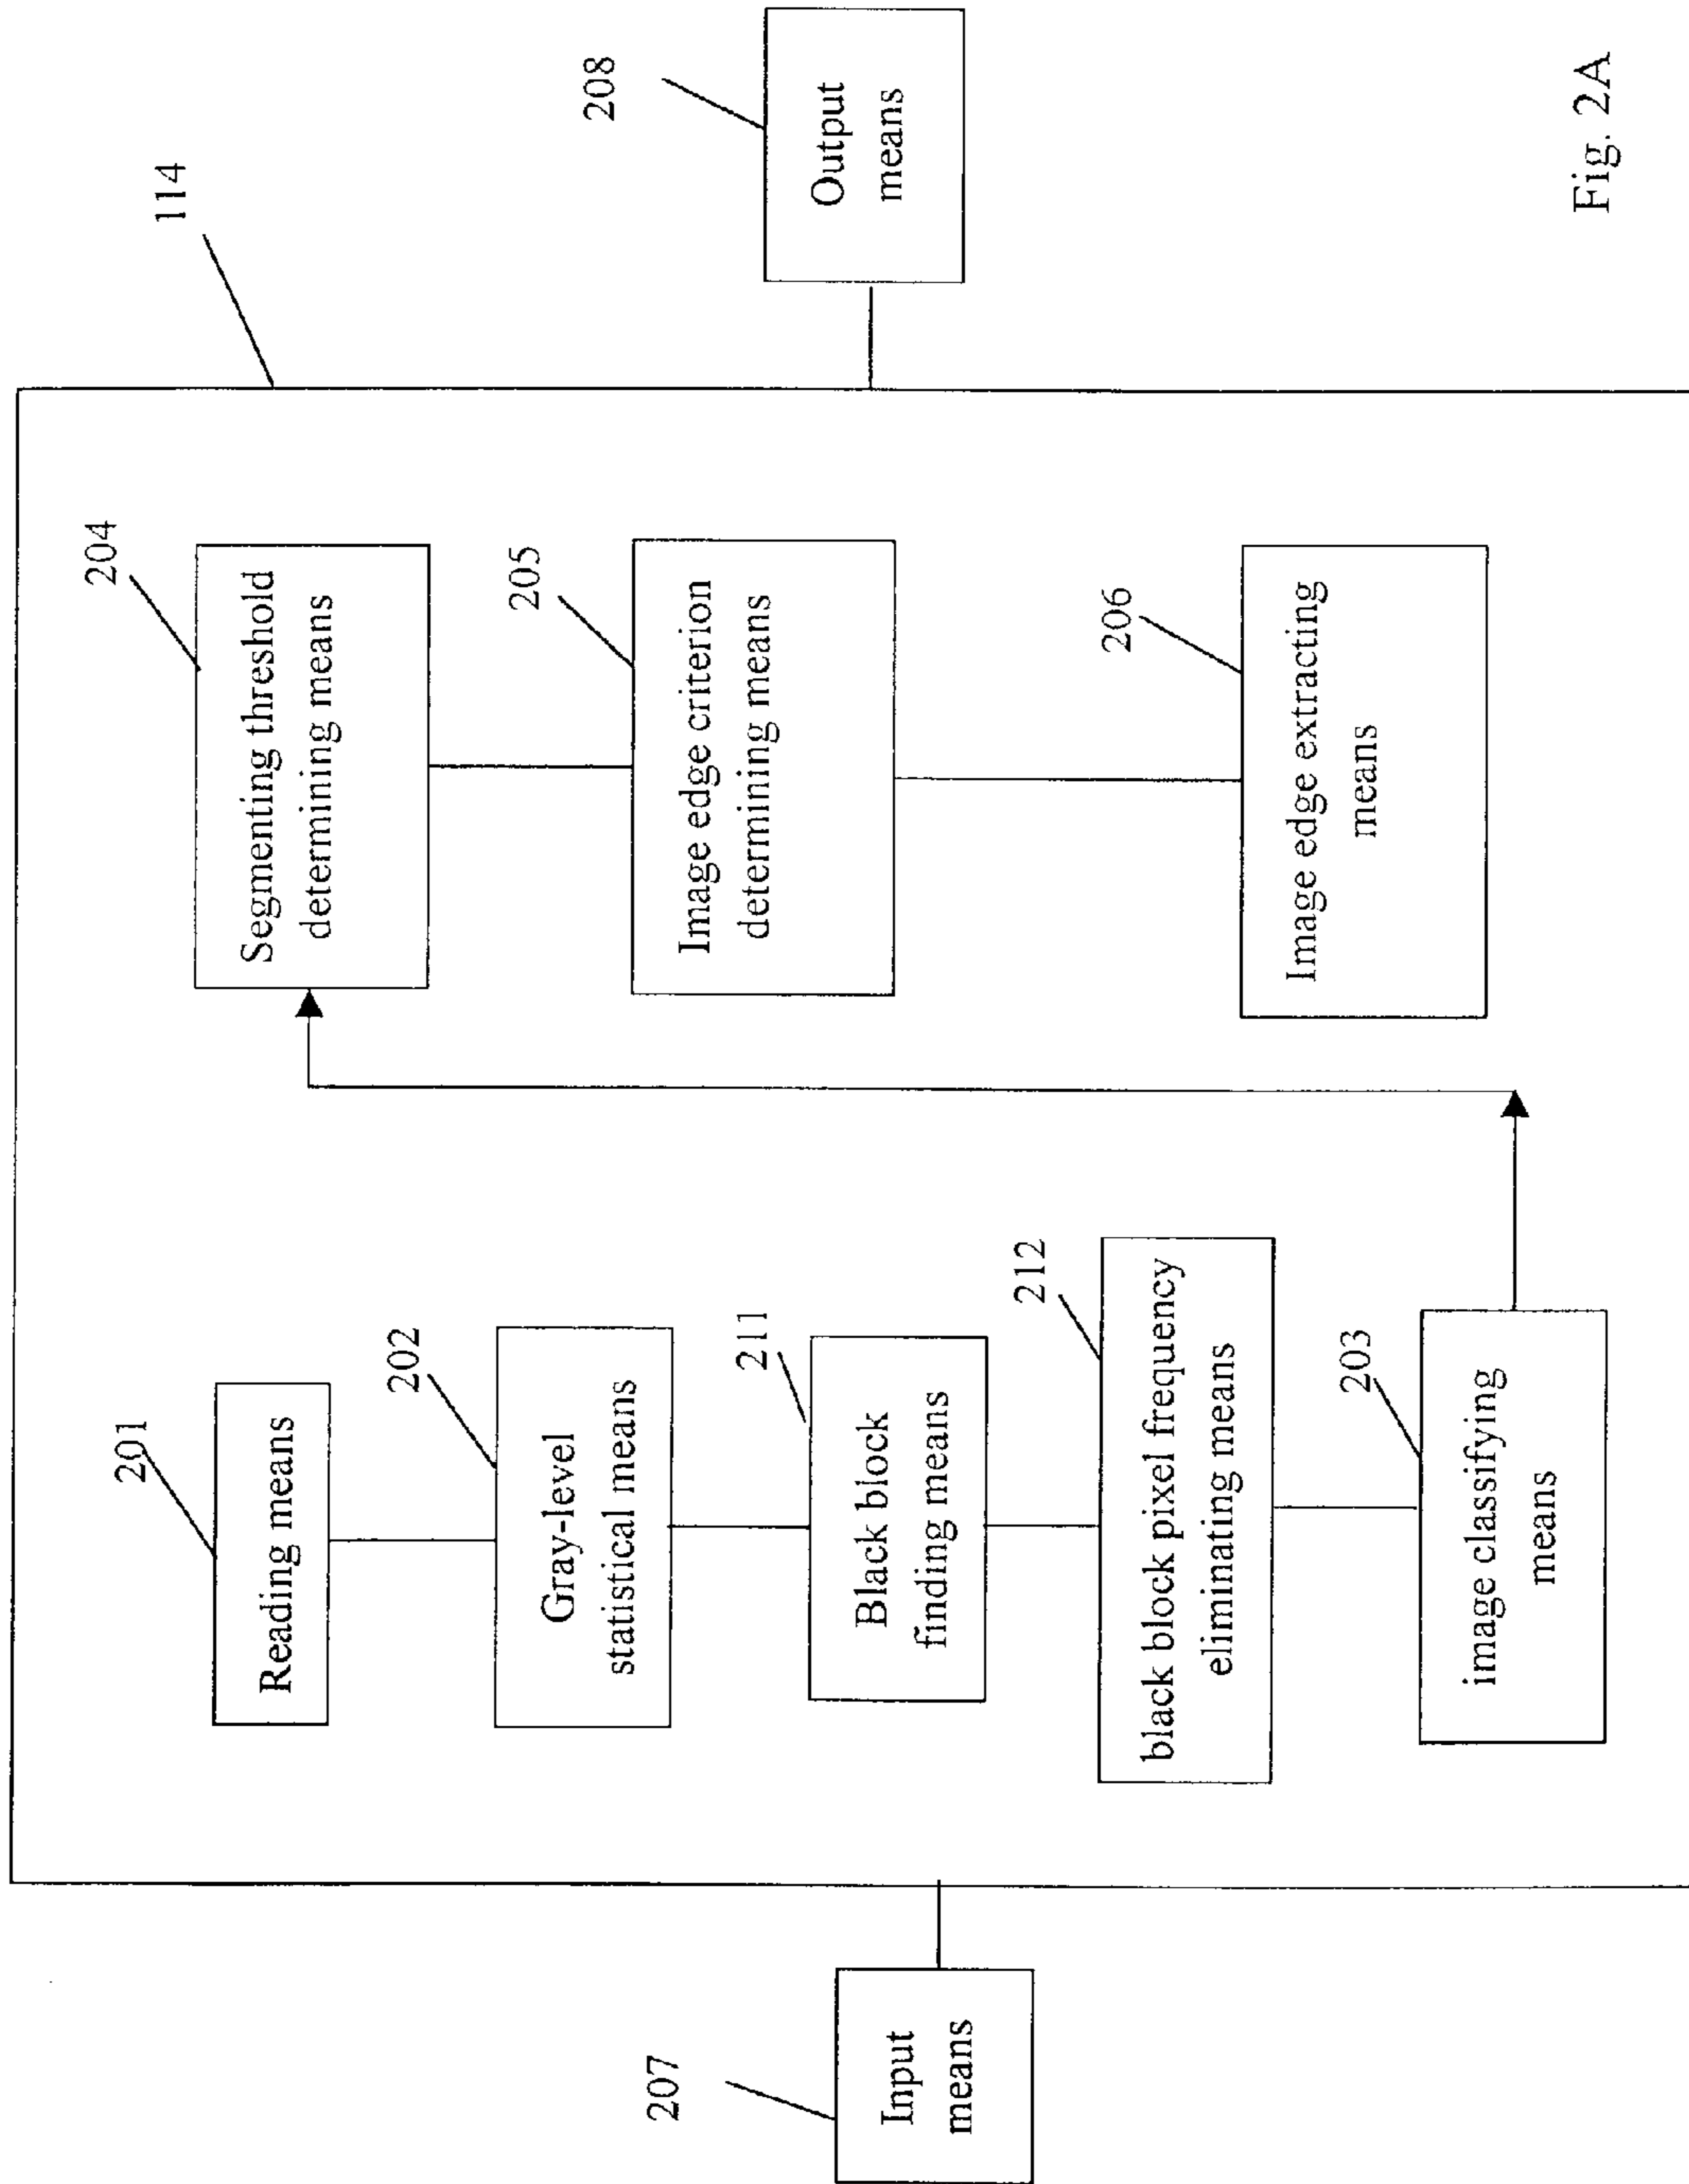 114
207
Input
means
201
Reading means
202
Gray-level
statistical means
211
Black block
finding means
212
black block pixel frequency
eliminating means
203
image classifying
means
204
Segmenting threshold
determining means
205
Image edge criterion
determining means
206
Image edge extracting
means
208
Output
means
Fig. 2A